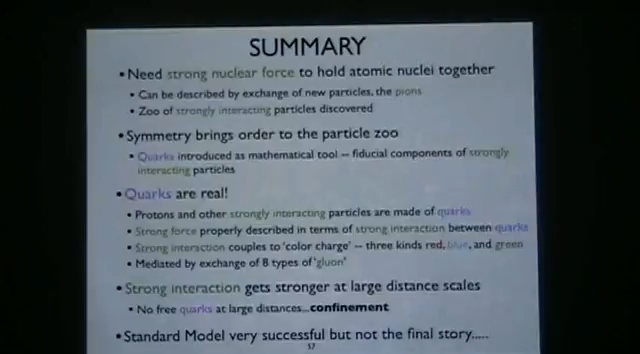 SUMMARY
• Need strong nuclear force to hold atomic nuclei together
• Can be described by exchange of new particles, the pions
• Zoo of strongly interacting particles discovered
• Symmetry brings order to the particle zoo
• Quarks introduced as mathematical tool -- fiducial components of strongly
interacting particles
• Quarks are real!
• Protons and other strongly interacting particles are made of quarks
• Strong force properly described in terms of strong interaction between quarks
• Strong interaction couples to 'color charge' -- three kinds red, blue, and green
• Mediated by exchange of 8 types of 'gluon'
• Strong interaction gets stronger at large distance scales
• No free quarks at large distances...confinement
• Standard Model very successful but not the final story.....
57